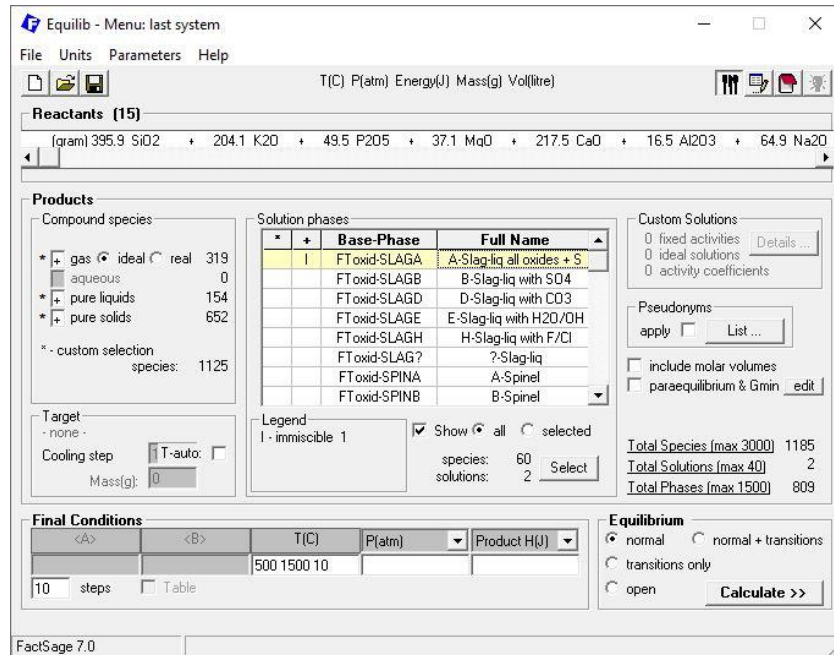 Equilib - Menu: last system
File Units Parameters Help
T(C) P(atm) Energy(J) Mass(g) Vol(litre)
Reactants (15)
(gram) 395.9 SiO2 + 204.1 K2O + 49.5 P2O5 + 37.1 MgO + 217.5 CaO + 16.5 Al2O3 + 64.9 Na2O
Products
Compound species
* + gas ideal real 319
aqueous 0
* + pure liquids 154
* + pure solids 652
* - custom selection
species: 1125
Target
- none -
Cooling step 1 T-auto:
Mass(g): 0
Solution phases
* + Base-Phase Full Name
I FToxid-SLAGA A-Slag-liq all oxides + S
FToxid-SLAGB B-Slag-liq with SO4
FToxid-SLAGD D-Slag-liq with CO3
FToxid-SLAGE E-Slag-liq with H2O/OH
FToxid-SLAGH H-Slag-liq with F/Cl
FToxid-SLAG? ?-Slag-liq
FToxid-SPINA A-Spinel
FToxid-SPINB B-Spinel
Legend
I - immiscible 1
Show all selected
species: 60
solutions: 2
Select
Custom Solutions
0 fixed activities
0 ideal solutions
0 activity coefficients
Details ...
Pseudonyms
apply List ...
include molar volumes
paraequilibrium & Gmin edit
Total Species (max 3000) 1185
Total Solutions (max 40) 2
Total Phases (max 1500) 809
Final Conditions
<A> <B> T(C) P(atm) Product H(J)
500 1500 10
10 steps Table
Equilibrium
normal normal + transitions
transitions only
open Calculate >>
FactSage 7.0